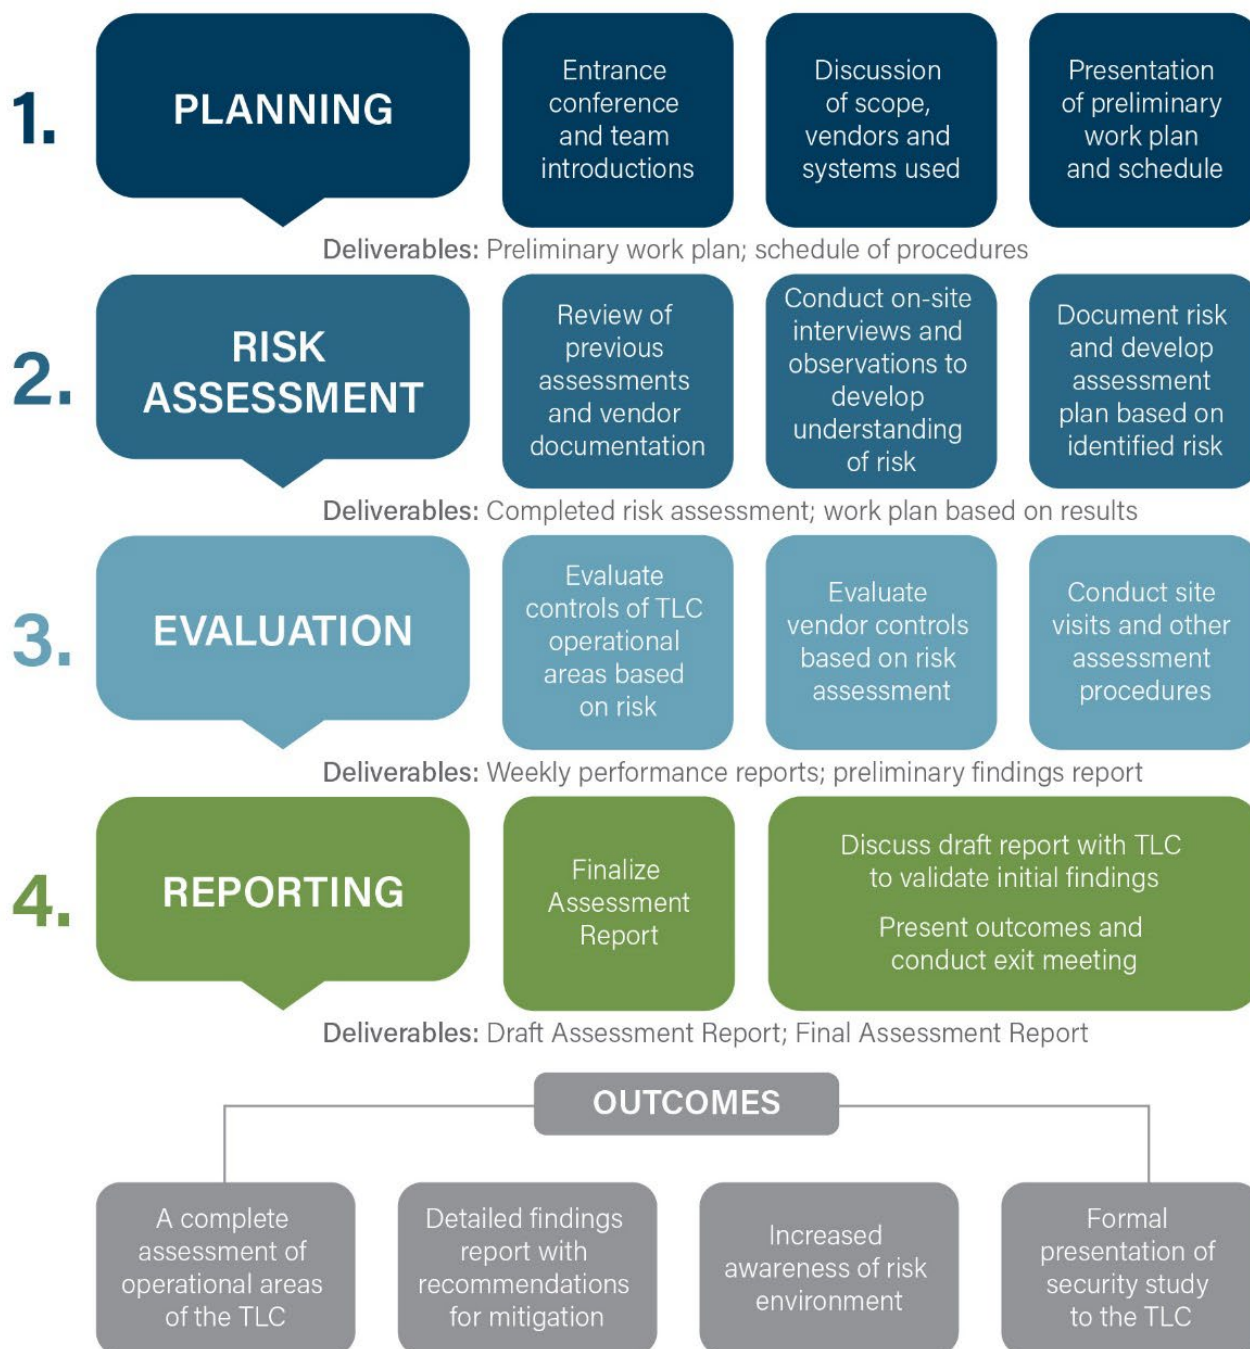 1.
PLANNING
Entrance
conference
and team
introductions
Discussion
of scope,
vendors and
systems used
Presentation
of preliminary
work plan
and schedule
Deliverables: Preliminary work plan; schedule of procedures
2.
RISK
ASSESSMENT
Review of
previous
assessments
and vendor
documentation
Conduct on-site
interviews and
observations to
develop
understanding
of risk
Document risk
and develop
assessment
plan based on
identified risk
Deliverables: Completed risk assessment; work plan based on results
3.
EVALUATION
Evaluate
controls of TLC
operational
areas based
on risk
Evaluate
vendor controls
based on risk
assessment
Conduct site
visits and other
assessment
procedures
Deliverables: Weekly performance reports; preliminary findings report
4.
REPORTING
Finalize
Assessment
Report
Discuss draft report with TLC
to validate initial findings
Present outcomes and
conduct exit meeting
Deliverables: Draft Assessment Report; Final Assessment Report
OUTCOMES
A complete
assessment of
operational areas
of the TLC
Detailed findings
report with
recommendations
for mitigation
Increased
awareness of risk
environment
Formal
presentation of
security study
to the TLC